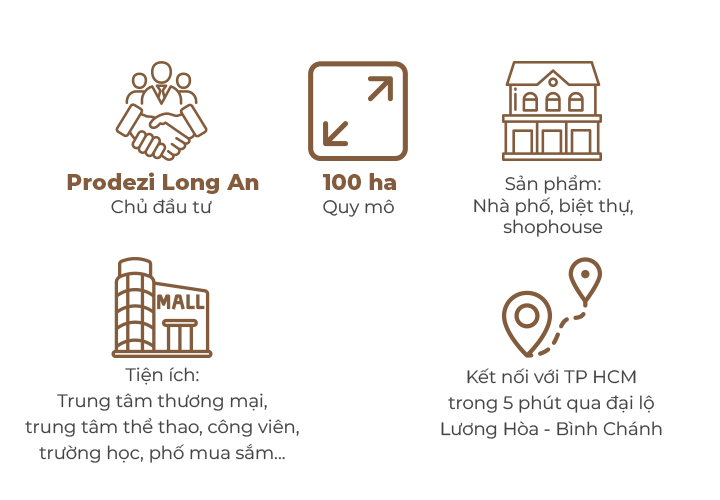 Prodezi Long An
Chủ đầu tư
100 ha
Quy mô
Sản phẩm:
Nhà phố, biệt thự,
shophouse
MALL
Tiện ích:
Trung tâm thương mại,
trung tâm thể thao, công viên,
trường học, phố mua sắm...
Kết nối với TP HCM
trong 5 phút qua đại lộ
Lương Hòa - Bình Chánh